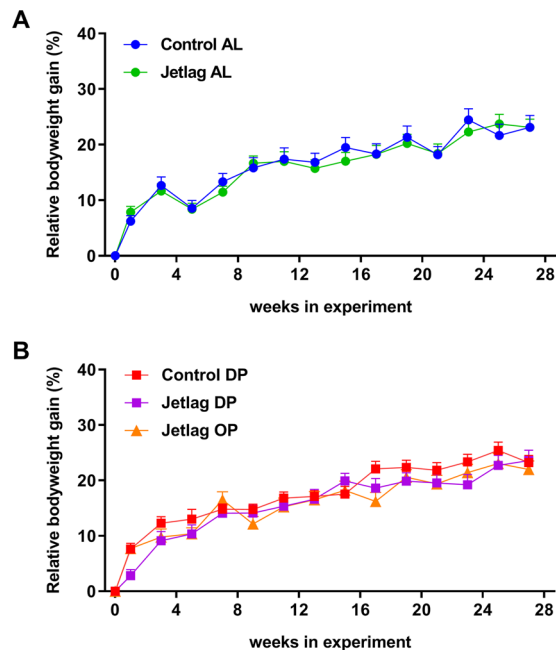 A
Relative bodyweight gain (%)
40
30
20
10
0
Control AL
Jetlag AL
0 4 8 12 16 20 24 28
weeks in experiment
B
Relative bodyweight gain (%)
40
30
20
10
0
Control DP
Jetlag DP
Jetlag OP
0 4 8 12 16 20 24 28
weeks in experiment